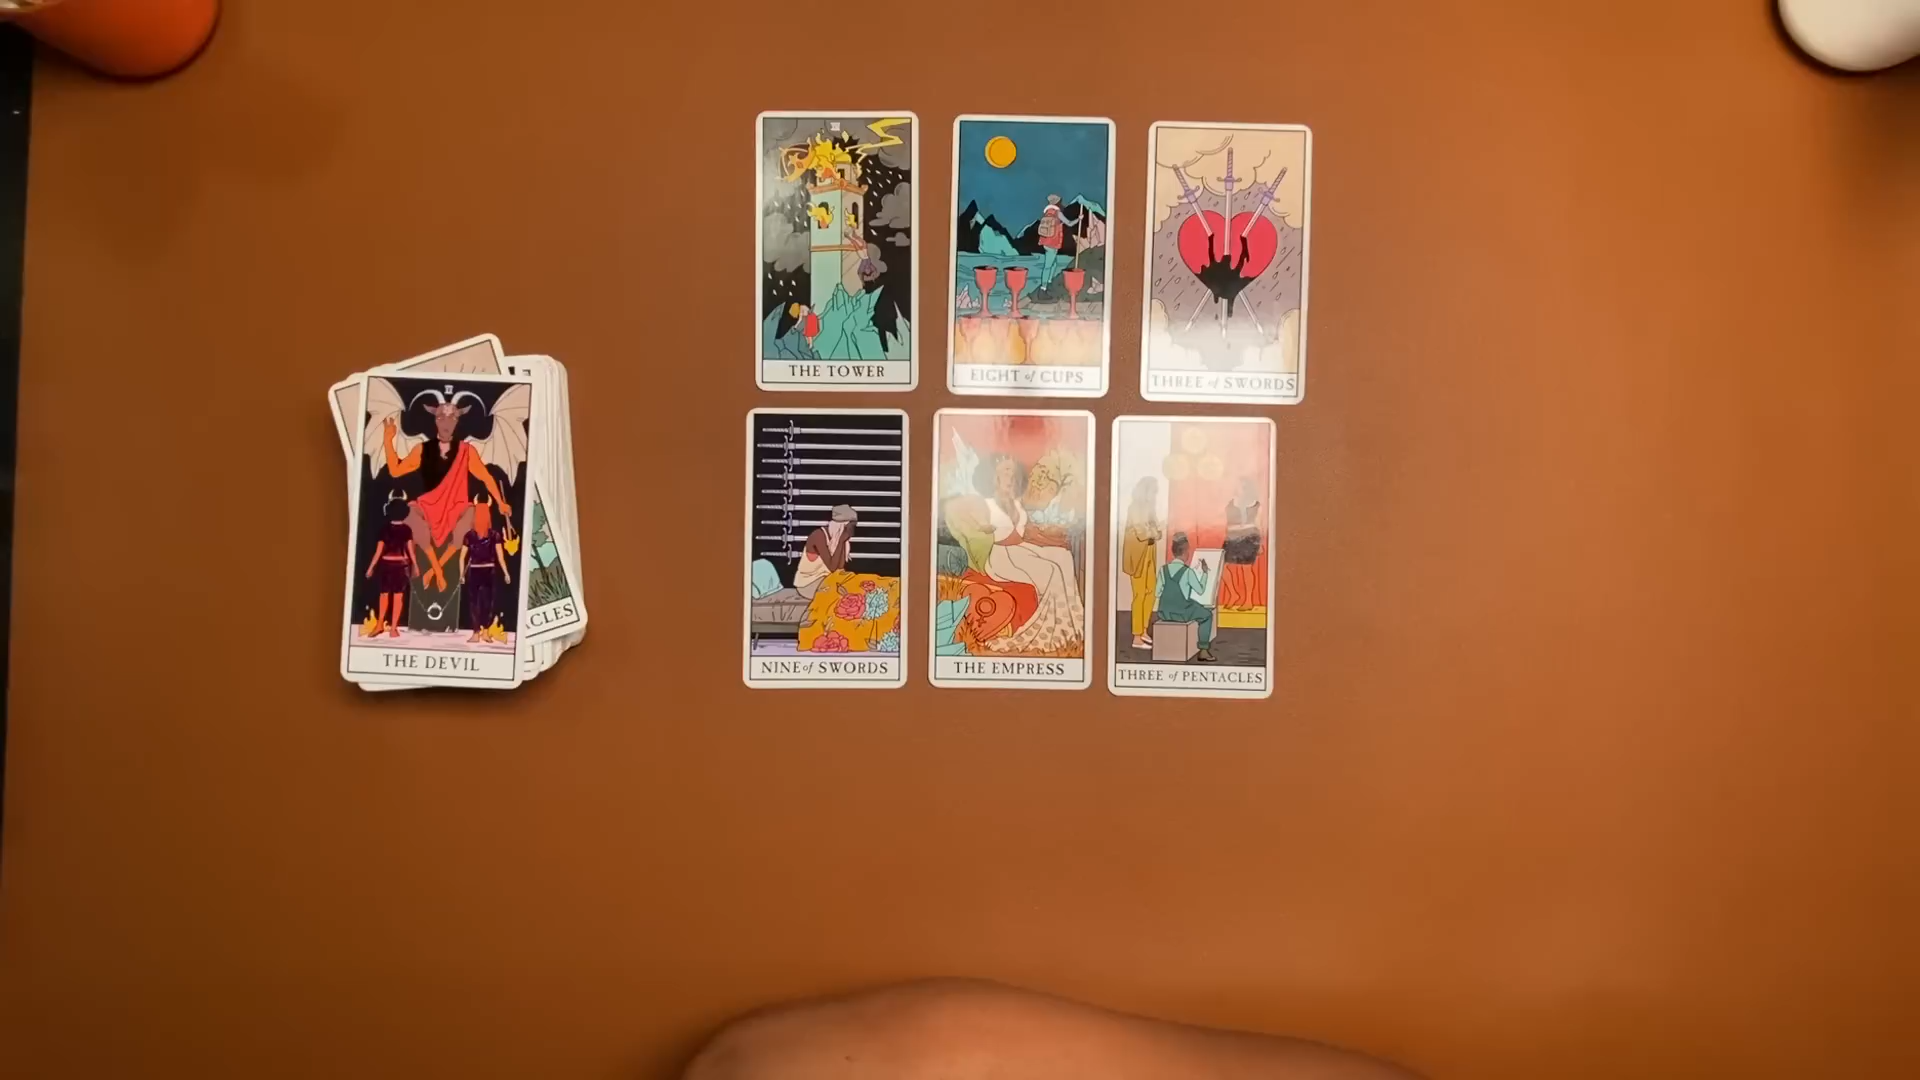 THE TOWER
EIGHT of CUPS
THREE of SWORDS
THE DEVIL
NINE of SWORDS
THE EMPRESS
THREE of PENTACLES